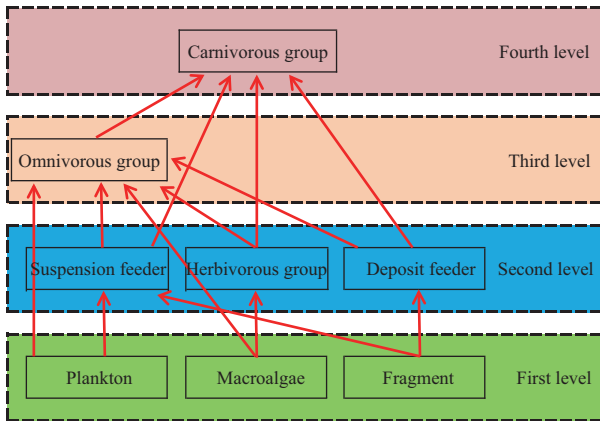 Carnivorous group
Fourth level
Omnivorous group
Third level
Suspension feeder
Herbivorous group
Deposit feeder
Second level
Plankton
Macroalgae
Fragment
First level